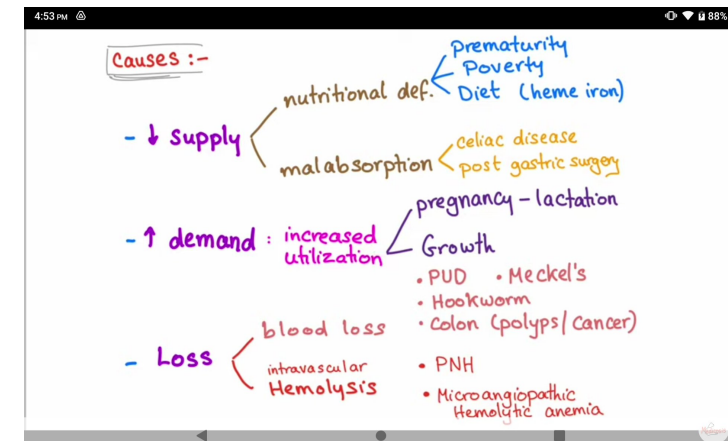 4:53 PM
88%
Causes :-
- ↓ supply
nutritional def.
Prematurity
Poverty
Diet (heme iron)
malabsorption
celiac disease
post gastric surgery
- ↑ demand : increased
utilization
pregnancy - lactation
Growth
- Loss
blood loss
• PUD • Meckel's
• Hookworm
• Colon (polyps/cancer)
intravascular
Hemolysis
• PNH
• Microangiopathic
Hemolytic anemia